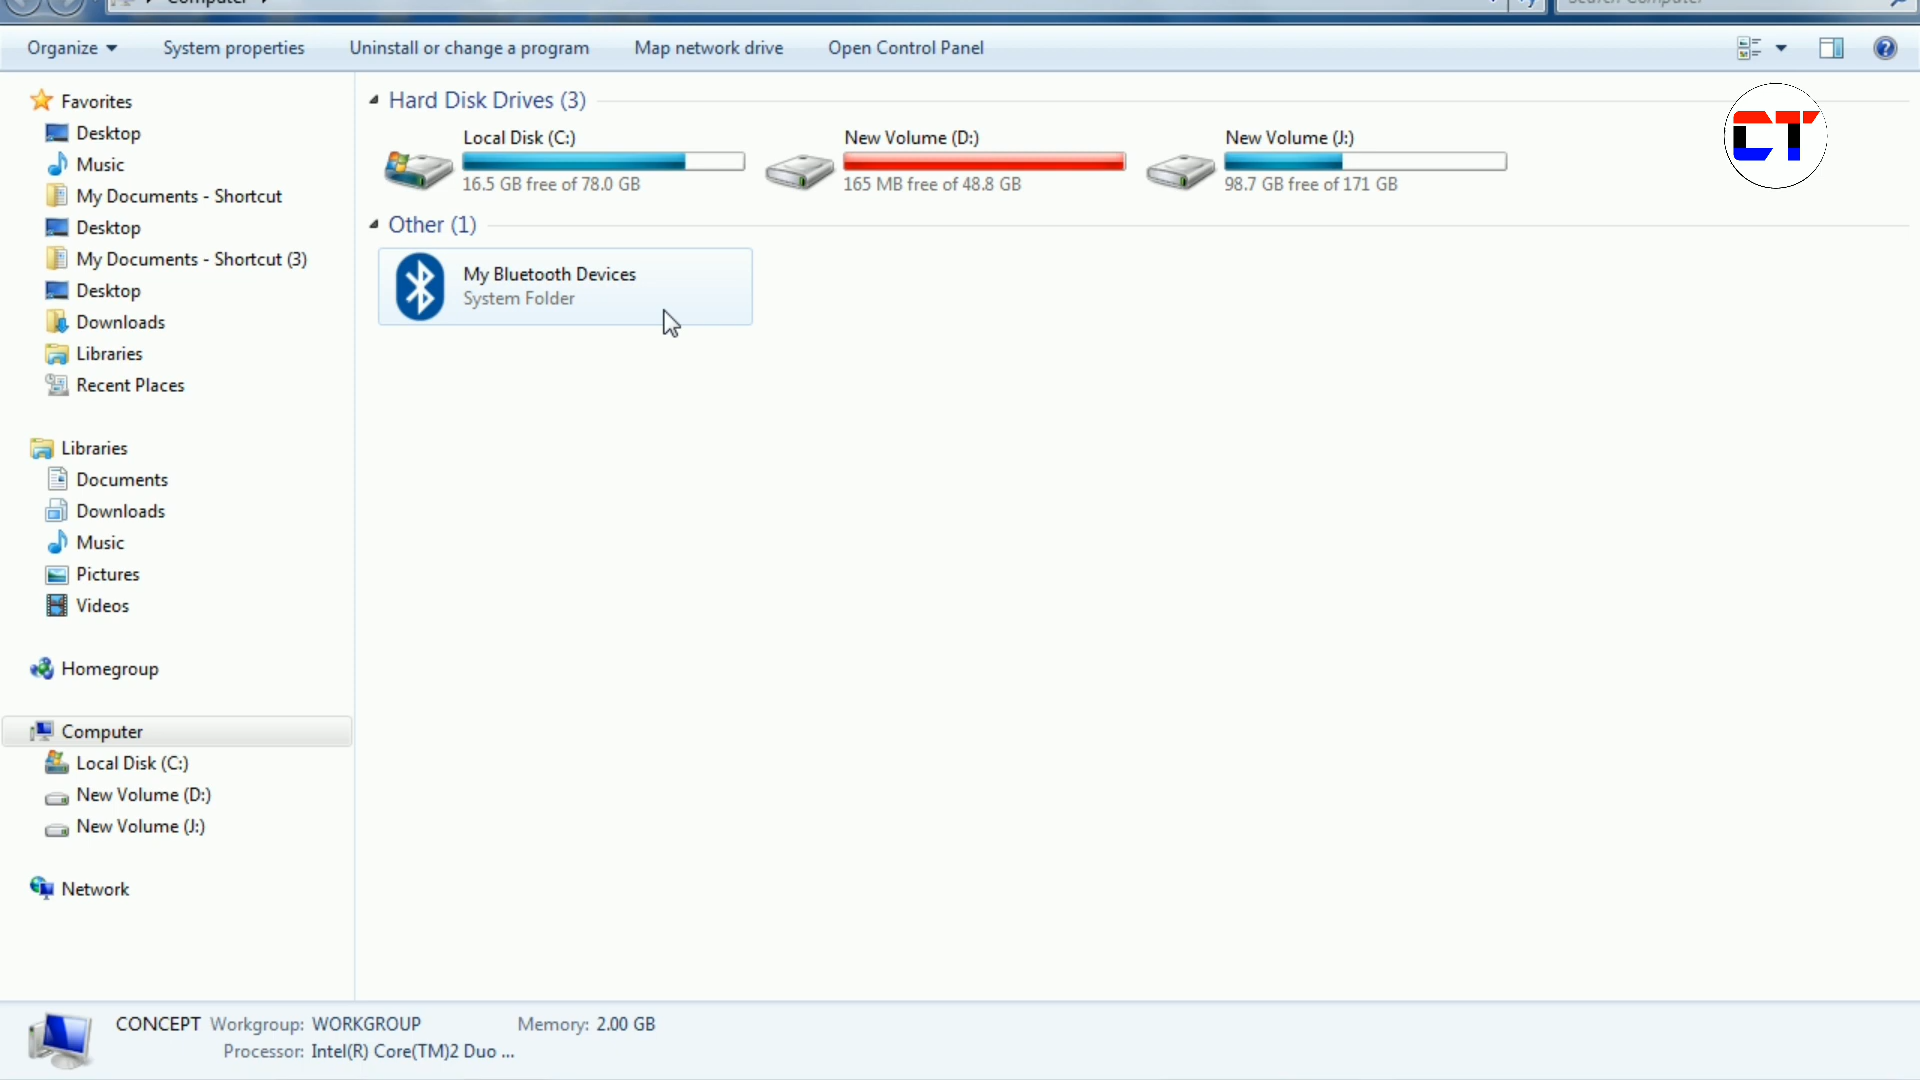 Computer
Search Computer
Organize
System properties
Uninstall or change a program
Map network drive
Open Control Panel
Favorites
Desktop
Music
My Documents - Shortcut
Desktop
My Documents - Shortcut (3)
Desktop
Downloads
Libraries
Recent Places
Libraries
Documents
Downloads
Music
Pictures
Videos
Homegroup
Computer
Local Disk (C:)
New Volume (D:)
New Volume (J:)
Network
Hard Disk Drives (3)
Local Disk (C:)
16.5 GB free of 78.0 GB
New Volume (D:)
165 MB free of 48.8 GB
New Volume (J:)
98.7 GB free of 171 GB
Other (1)
My Bluetooth Devices
System Folder
CT
CONCEPT Workgroup: WORKGROUP Memory: 2.00 GB
Processor: Intel(R) Core(TM)2 Duo ...